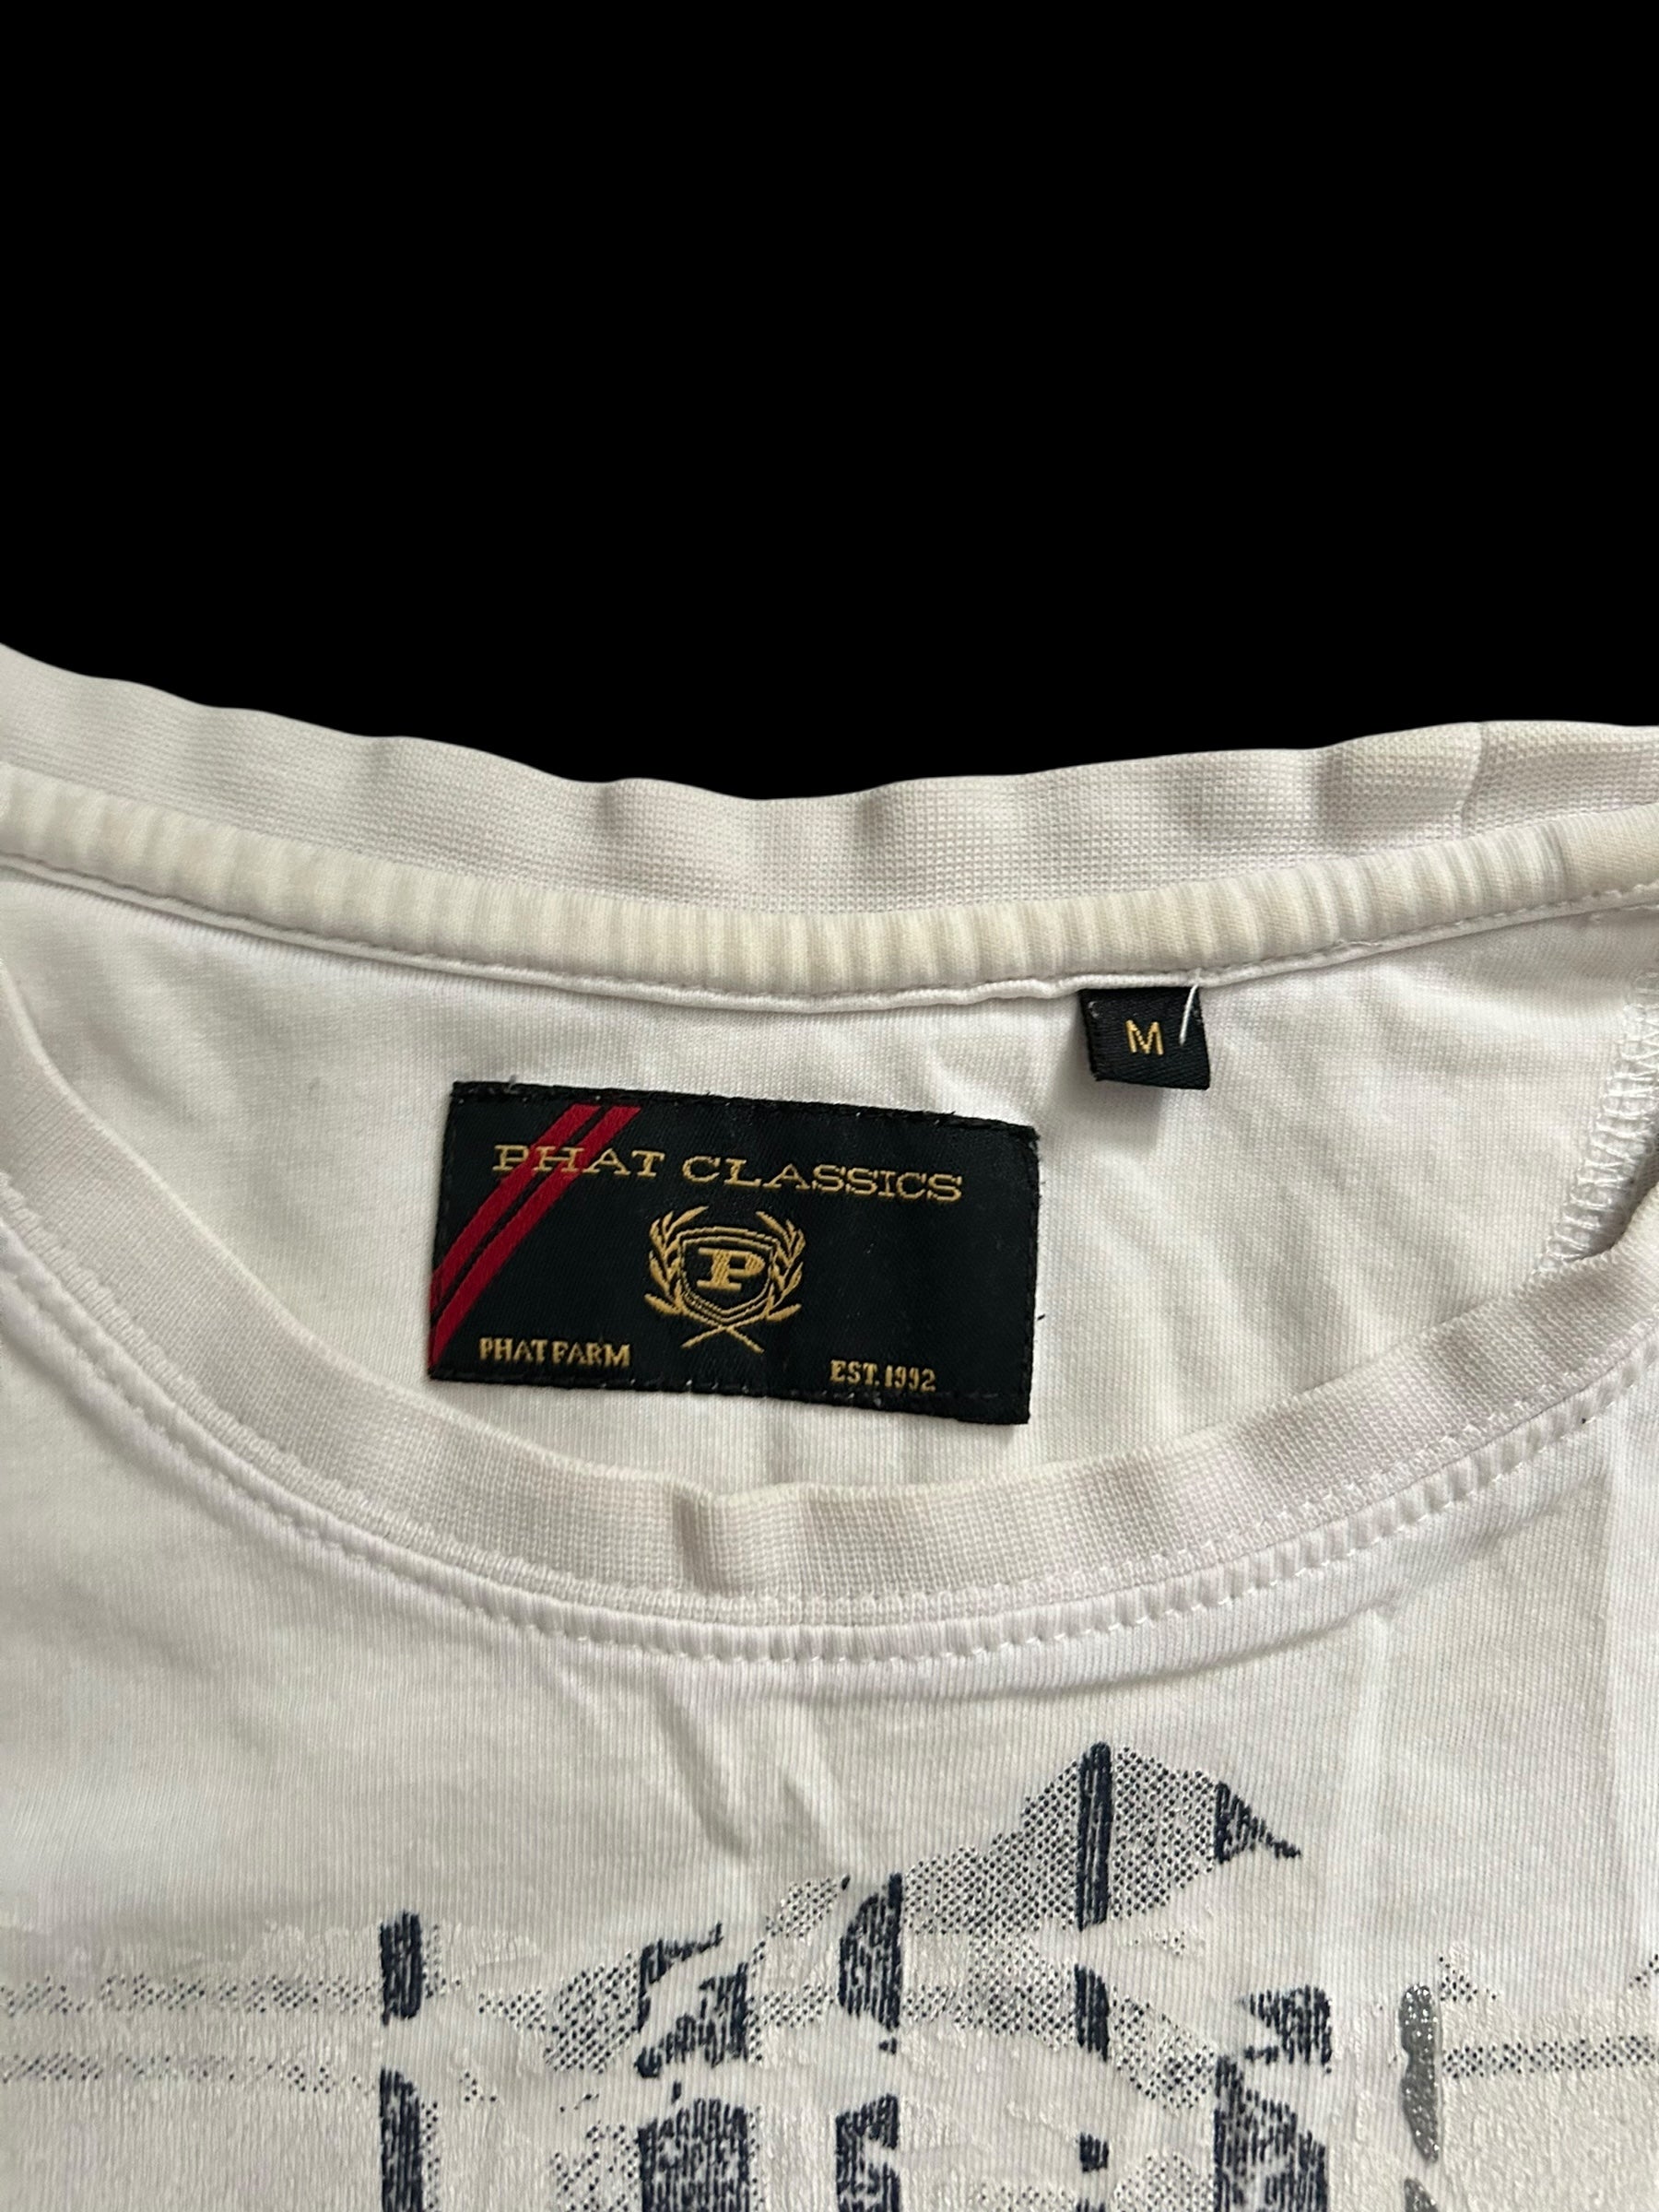 M
PHAT CLASSICS
P
PHAT FARM
EST. 1992